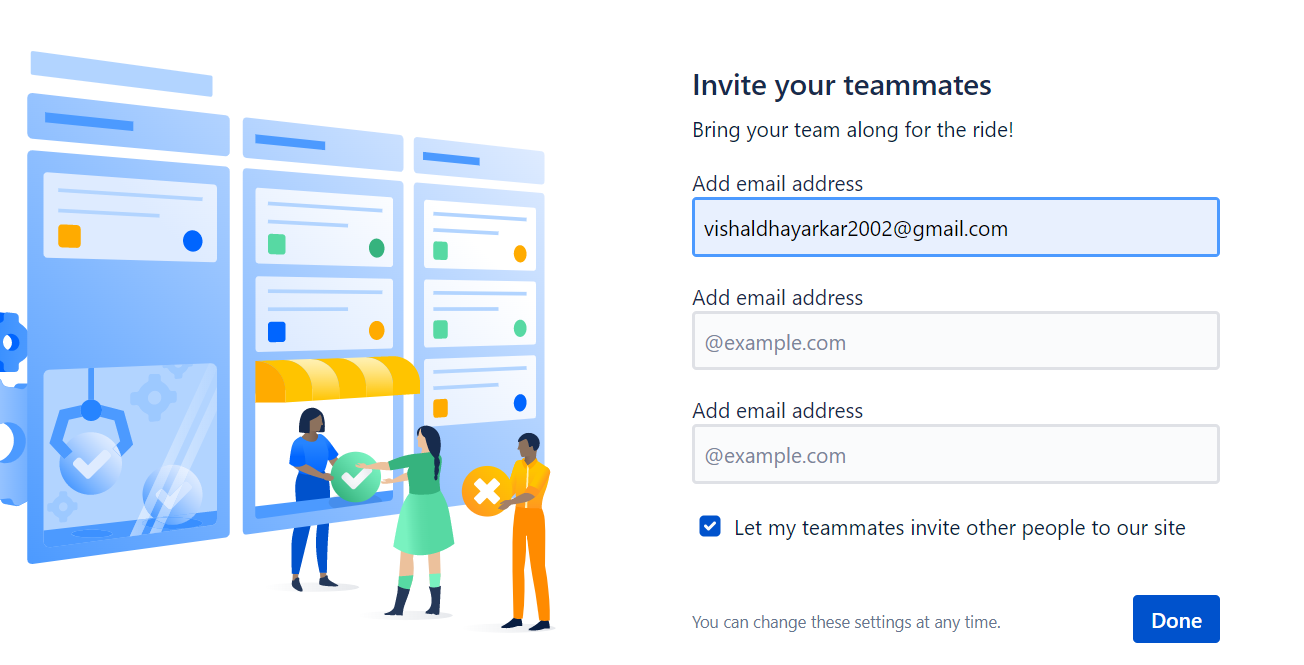 Invite your teammates
Bring your team along for the ride!
Add email address
vishaldhayarkar2002@gmail.com
Add email address
@example.com
Add email address
@example.com
Let my teammates invite other people to our site
You can change these settings at any time.
Done